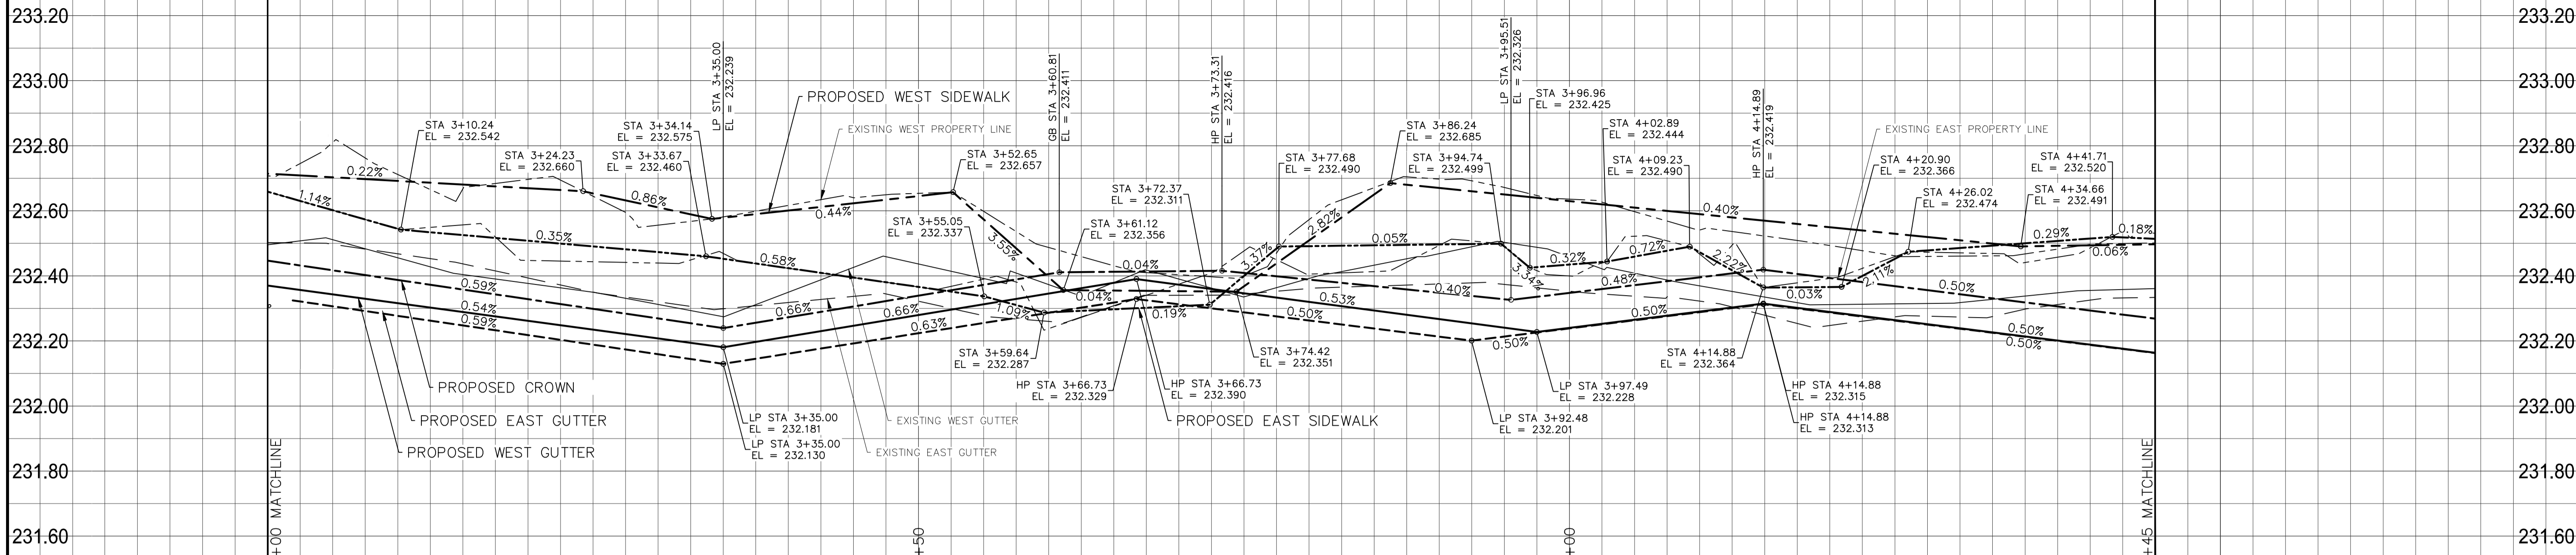 233.20
233.20
233.00
233.00
232.80
232.80
232.60
232.60
232.40
232.40
232.20
232.20
232.00
232.00
231.80
231.80
231.60
231.60
+00 MATCHLINE
+50
+00
+45 MATCHLINE
0.22%
1.14%
STA 3+10.24
EL = 232.542
STA 3+24.23
EL = 232.660
STA 3+34.14
EL = 232.575
STA 3+33.67
EL = 232.460
LP STA 3+35.00
EL = 232.239
PROPOSED WEST SIDEWALK
EXISTING WEST PROPERTY LINE
STA 3+52.65
EL = 232.657
GB STA 3+60.81
EL = 232.411
STA 3+72.37
EL = 232.311
STA 3+55.05
EL = 232.337
STA 3+61.12
EL = 232.356
HP STA 3+73.31
EL = 232.416
STA 3+77.68
EL = 232.490
STA 3+86.24
EL = 232.685
STA 3+94.74
EL = 232.499
LP STA 3+95.51
EL = 232.326
STA 3+96.96
EL = 232.425
STA 4+02.89
EL = 232.444
STA 4+09.23
EL = 232.490
HP STA 4+14.89
EL = 232.419
EXISTING EAST PROPERTY LINE
STA 4+20.90
EL = 232.366
STA 4+26.02
EL = 232.474
STA 4+41.71
EL = 232.520
STA 4+34.66
EL = 232.491
0.86%
0.44%
0.35%
0.58%
3.55%
0.59%
0.54%
0.59%
0.66%
0.66%
0.63%
1.09%
0.04%
0.04%
0.19%
3.37%
2.82%
0.05%
0.40%
0.53%
0.50%
3.34%
0.32%
0.72%
0.48%
0.50%
0.50%
2.22%
0.40%
0.03%
2.11%
0.29%
0.18%
0.06%
0.50%
0.50%
0.50%
PROPOSED CROWN
PROPOSED EAST GUTTER
PROPOSED WEST GUTTER
LP STA 3+35.00
EL = 232.181
LP STA 3+35.00
EL = 232.130
EXISTING WEST GUTTER
EXISTING EAST GUTTER
STA 3+59.64
EL = 232.287
HP STA 3+66.73
EL = 232.329
HP STA 3+66.73
EL = 232.390
PROPOSED EAST SIDEWALK
STA 3+74.42
EL = 232.351
LP STA 3+92.48
EL = 232.201
LP STA 3+97.49
EL = 232.228
STA 4+14.88
EL = 232.364
HP STA 4+14.88
EL = 232.315
HP STA 4+14.88
EL = 232.313